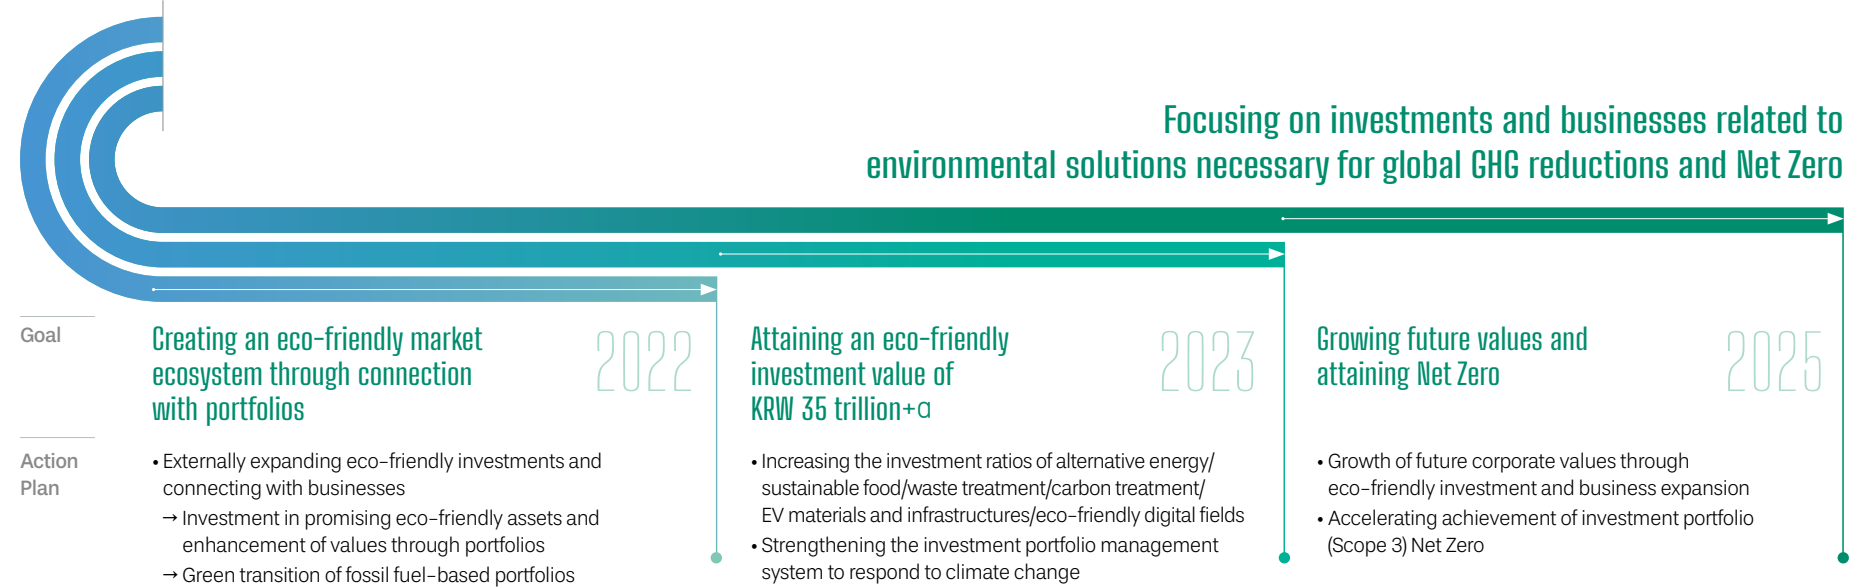 Focusing on investments and businesses related to
environmental solutions necessary for global GHG reductions and Net Zero
Goal
Creating an eco-friendly market
ecosystem through connection
with portfolios
2022
Attaining an eco-friendly
investment value of
KRW 35 trillion+α
2023
Growing future values and
attaining Net Zero
2025
Action
Plan
• Externally expanding eco-friendly investments and
connecting with businesses
→ Investment in promising eco-friendly assets and
enhancement of values through portfolios
→ Green transition of fossil fuel-based portfolios
• Increasing the investment ratios of alternative energy/
sustainable food/waste treatment/carbon treatment/
EV materials and infrastructures/eco-friendly digital fields
• Strengthening the investment portfolio management
system to respond to climate change
• Growth of future corporate values through
eco-friendly investment and business expansion
• Accelerating achievement of investment portfolio
(Scope 3) Net Zero